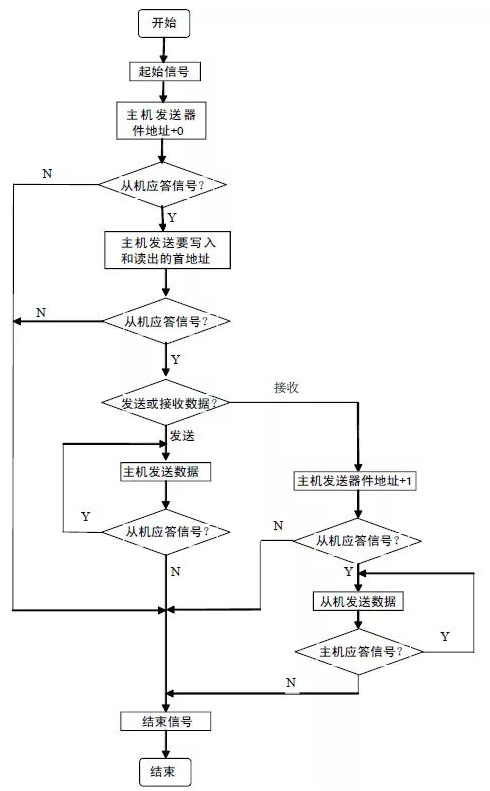 开始
起始信号
主机发送器
件地址+0
N
从机应答信号？
Y
主机发送要写入
和读出的首地址
N
从机应答信号？
Y
接收
发送或接收数据？
发送
主机发送数据
主机发送器件地址+1
Y
从机应答信号？
N
从机应答信号？
N
Y
从机发送数据
主机应答信号？
Y
N
结束信号
结束